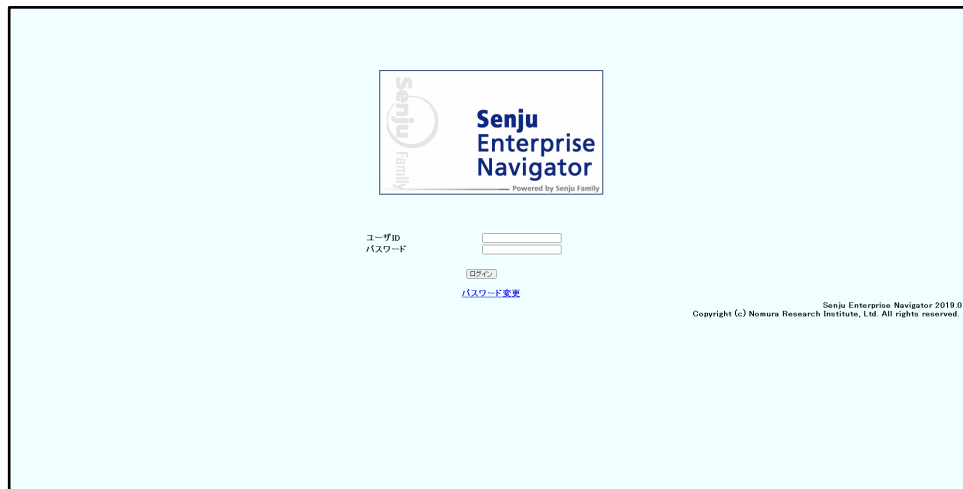 Senju Family
Senju
Enterprise
Navigator
Powered by Senju Family
ユーザID
パスワード
ログイン
パスワード変更
Senju Enterprise Navigator 2019.0
Copyright (c) Nomura Research Institute, Ltd. All rights reserved.